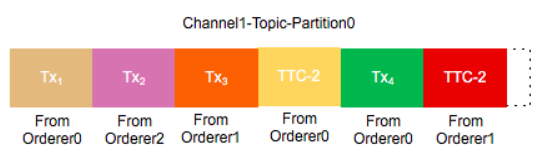 Channel1-Topic-Partition0
Tx₁ Tx₂ Tx₃ TTC-2 Tx₄ TTC-2
From From From From From From
Orderer0 Orderer2 Orderer1 Orderer0 Orderer0 Orderer1